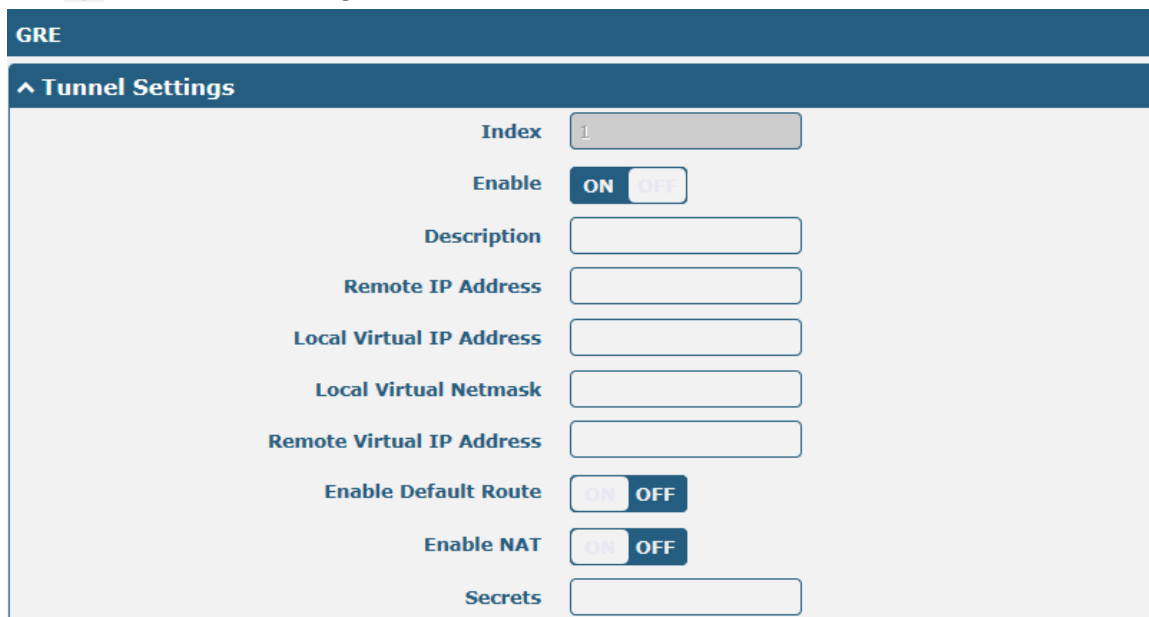 GRE
Tunnel Settings
Index 1
Enable ON OFF
Description
Remote IP Address
Local Virtual IP Address
Local Virtual Netmask
Remote Virtual IP Address
Enable Default Route ON OFF
Enable NAT ON OFF
Secrets